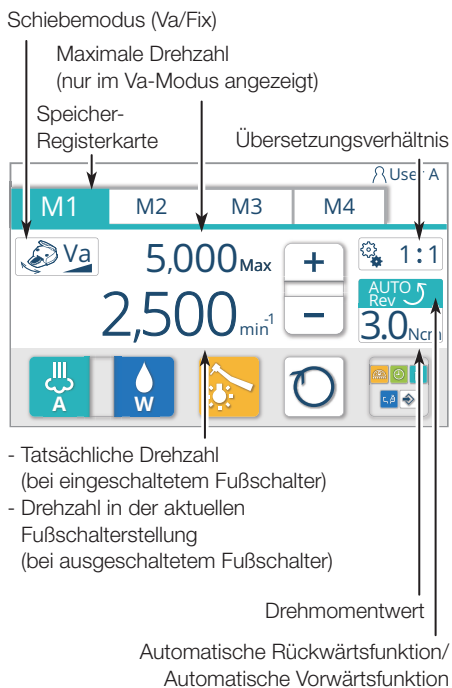 Schiebemodus (Va/Fix)
Maximale Drehzahl
(nur im Va-Modus angezeigt)
Speicher-
Registerkarte
Übersetzungsverhältnis
User A
M1 M2 M3 M4
Va 5,000 Max + 1:1
AUTO
Rev
2,500 min-1 − 3.0 Ncm
A W
- Tatsächliche Drehzahl
(bei eingeschaltetem Fußschalter)
- Drehzahl in der aktuellen
Fußschalterstellung
(bei ausgeschaltetem Fußschalter)
Drehmomentwert
Automatische Rückwärtsfunktion/
Automatische Vorwärtsfunktion